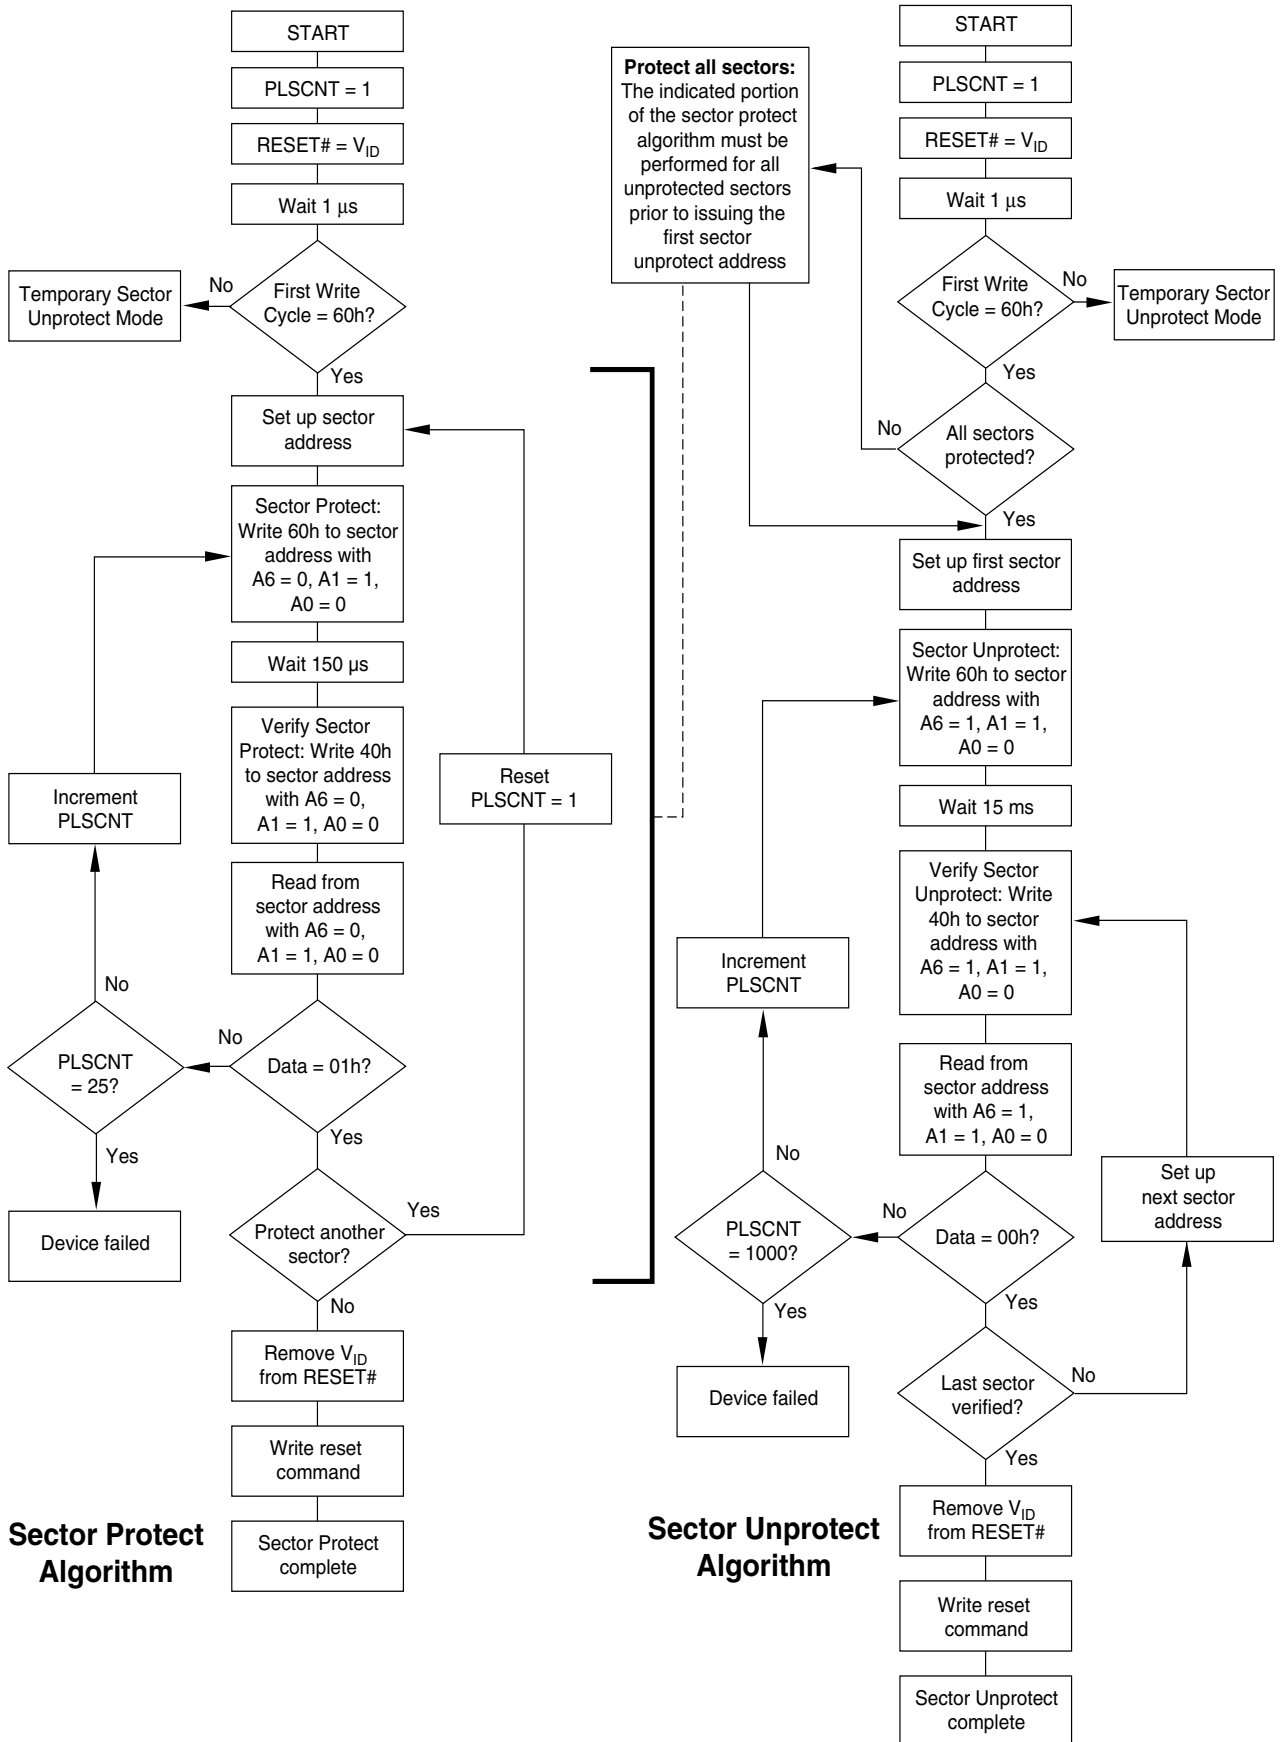 START
PLSCNT = 1
RESET# = VID
Wait 1 μs
First Write
Cycle = 60h?
No
Temporary Sector
Unprotect Mode
Yes
Set up sector
address
Sector Protect:
Write 60h to sector
address with
A6 = 0, A1 = 1,
A0 = 0
Wait 150 µs
Verify Sector
Protect: Write 40h
to sector address
with A6 = 0,
A1 = 1, A0 = 0
Increment
PLSCNT
Reset
PLSCNT = 1
Read from
sector address
with A6 = 0,
A1 = 1, A0 = 0
No
PLSCNT
= 25?
No
Data = 01h?
Yes
Yes
Device failed
Protect another
sector?
Yes
No
Remove VID
from RESET#
Write reset
command
Sector Protect
complete
Sector Protect
Algorithm
Protect all sectors:
The indicated portion
of the sector protect
algorithm must be
performed for all
unprotected sectors
prior to issuing the
first sector
unprotect address
START
PLSCNT = 1
RESET# = VID
Wait 1 μs
First Write
Cycle = 60h?
No
Temporary Sector
Unprotect Mode
Yes
No
All sectors
protected?
Yes
Set up first sector
address
Sector Unprotect:
Write 60h to sector
address with
A6 = 1, A1 = 1,
A0 = 0
Wait 15 ms
Verify Sector
Unprotect: Write
40h to sector
address with
A6 = 1, A1 = 1,
A0 = 0
Increment
PLSCNT
Read from
sector address
with A6 = 1,
A1 = 1, A0 = 0
No
Set up
next sector
address
PLSCNT
= 1000?
No
Data = 00h?
Yes
Yes
Device failed
Last sector
verified?
No
Yes
Remove VID
from RESET#
Write reset
command
Sector Unprotect
complete
Sector Unprotect
Algorithm